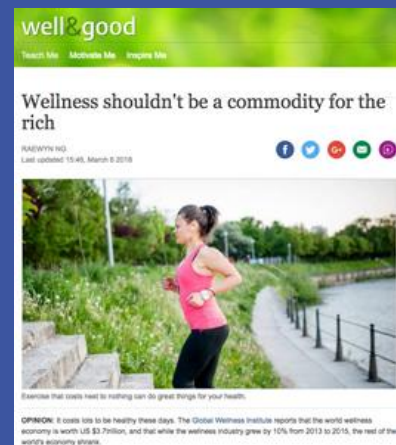 well&good
Teach Me Motivate Me Inspire Me
Wellness shouldn't be a commodity for the
rich
RAEWYN NG
Last updated 15:46, March 6 2018
Exercise that costs next to nothing can do great things for your health.
OPINION: It costs lots to be healthy these days. The Global Wellness Institute reports that the world wellness
economy is worth US $3.7trillion, and that while the wellness industry grew by 10% from 2013 to 2015, the rest of the
world's economy shrank.